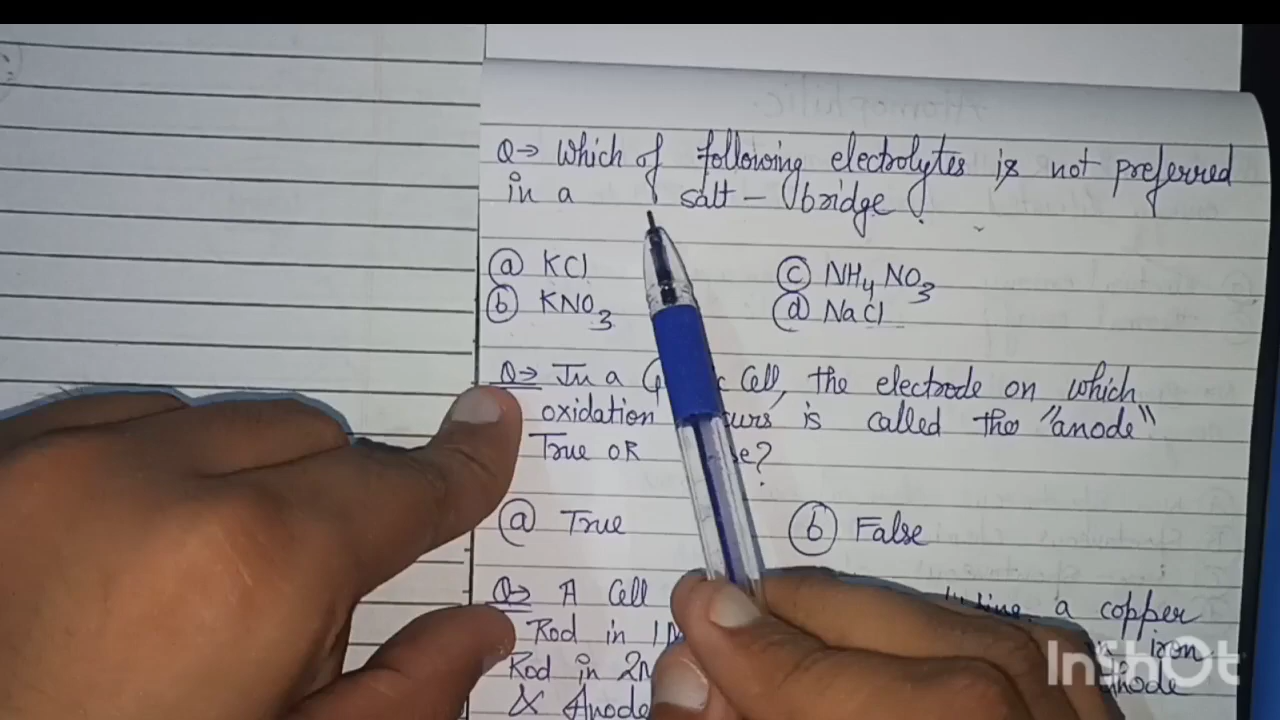 Q→ Which of following electrolytes is not preferred
in a salt - bridge ?
(a) KCl (c) NH4 NO3
(b) KNO3 (d) NaCl
Q→ In a Cell, the electrode on which
oxidation is called the "anode"
True OR ?
(a) True (b) False
Q→ A Cell a copper
Rod in iron
Rod in
& Anode
InShOt